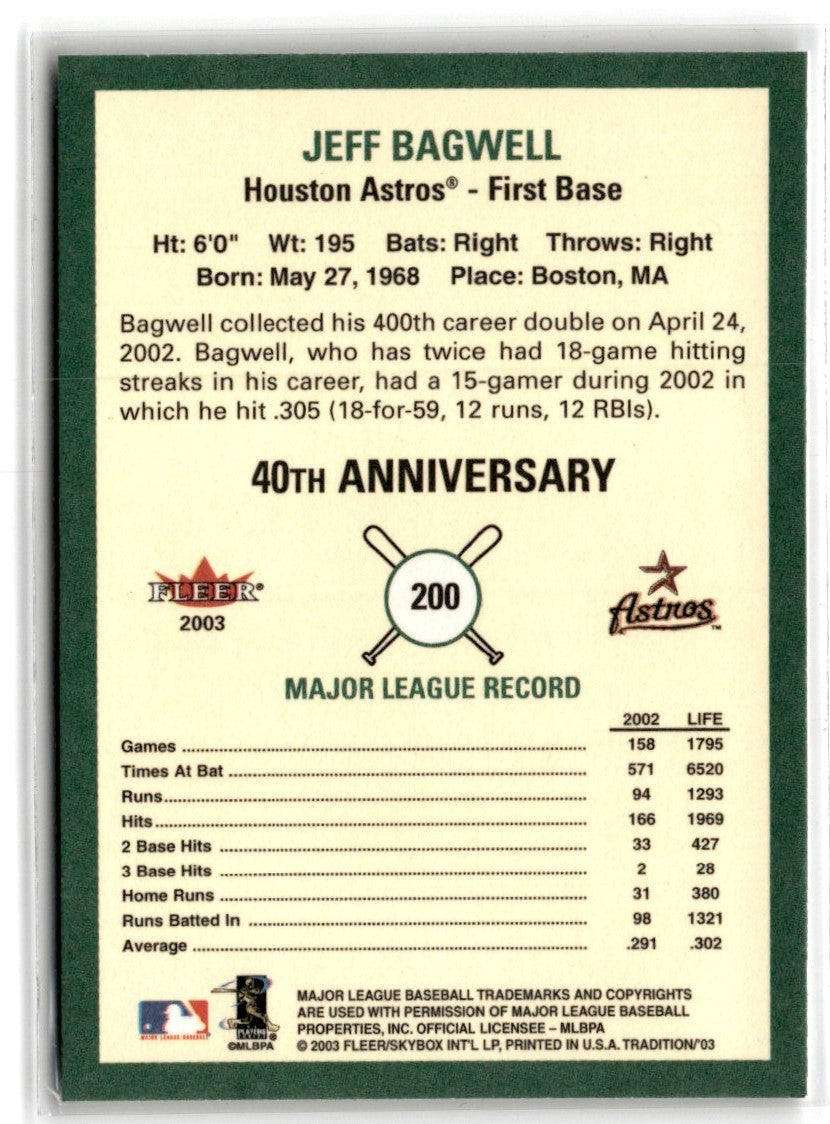 JEFF BAGWELL
Houston Astros® - First Base
Ht: 6'0" Wt: 195 Bats: Right Throws: Right
Born: May 27, 1968 Place: Boston, MA
Bagwell collected his 400th career double on April 24,
2002. Bagwell, who has twice had 18-game hitting
streaks in his career, had a 15-gamer during 2002 in
which he hit .305 (18-for-59, 12 runs, 12 RBIs).
40TH ANNIVERSARY
FLEER®
2003
200
Astros™
MAJOR LEAGUE RECORD
2002 LIFE
Games 158 1795
Times At Bat 571 6520
Runs 94 1293
Hits 166 1969
2 Base Hits 33 427
3 Base Hits 2 28
Home Runs 31 380
Runs Batted In 98 1321
Average .291 .302
MAJOR LEAGUE BASEBALL
PLAYERS
©MLBPA
MAJOR LEAGUE BASEBALL TRADEMARKS AND COPYRIGHTS
ARE USED WITH PERMISSION OF MAJOR LEAGUE BASEBALL
PROPERTIES, INC. OFFICIAL LICENSEE – MLBPA
© 2003 FLEER/SKYBOX INT'L LP, PRINTED IN U.S.A. TRADITION/'03